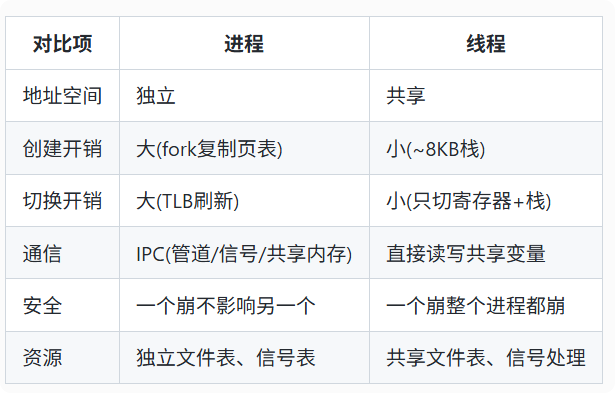 对比项 进程 线程
地址空间 独立 共享
创建开销 大(fork复制页表) 小(~8KB栈)
切换开销 大(TLB刷新) 小(只切寄存器+栈)
通信 IPC(管道/信号/共享内存) 直接读写共享变量
安全 一个崩不影响另一个 一个崩整个进程都崩
资源 独立文件表、信号表 共享文件表、信号处理